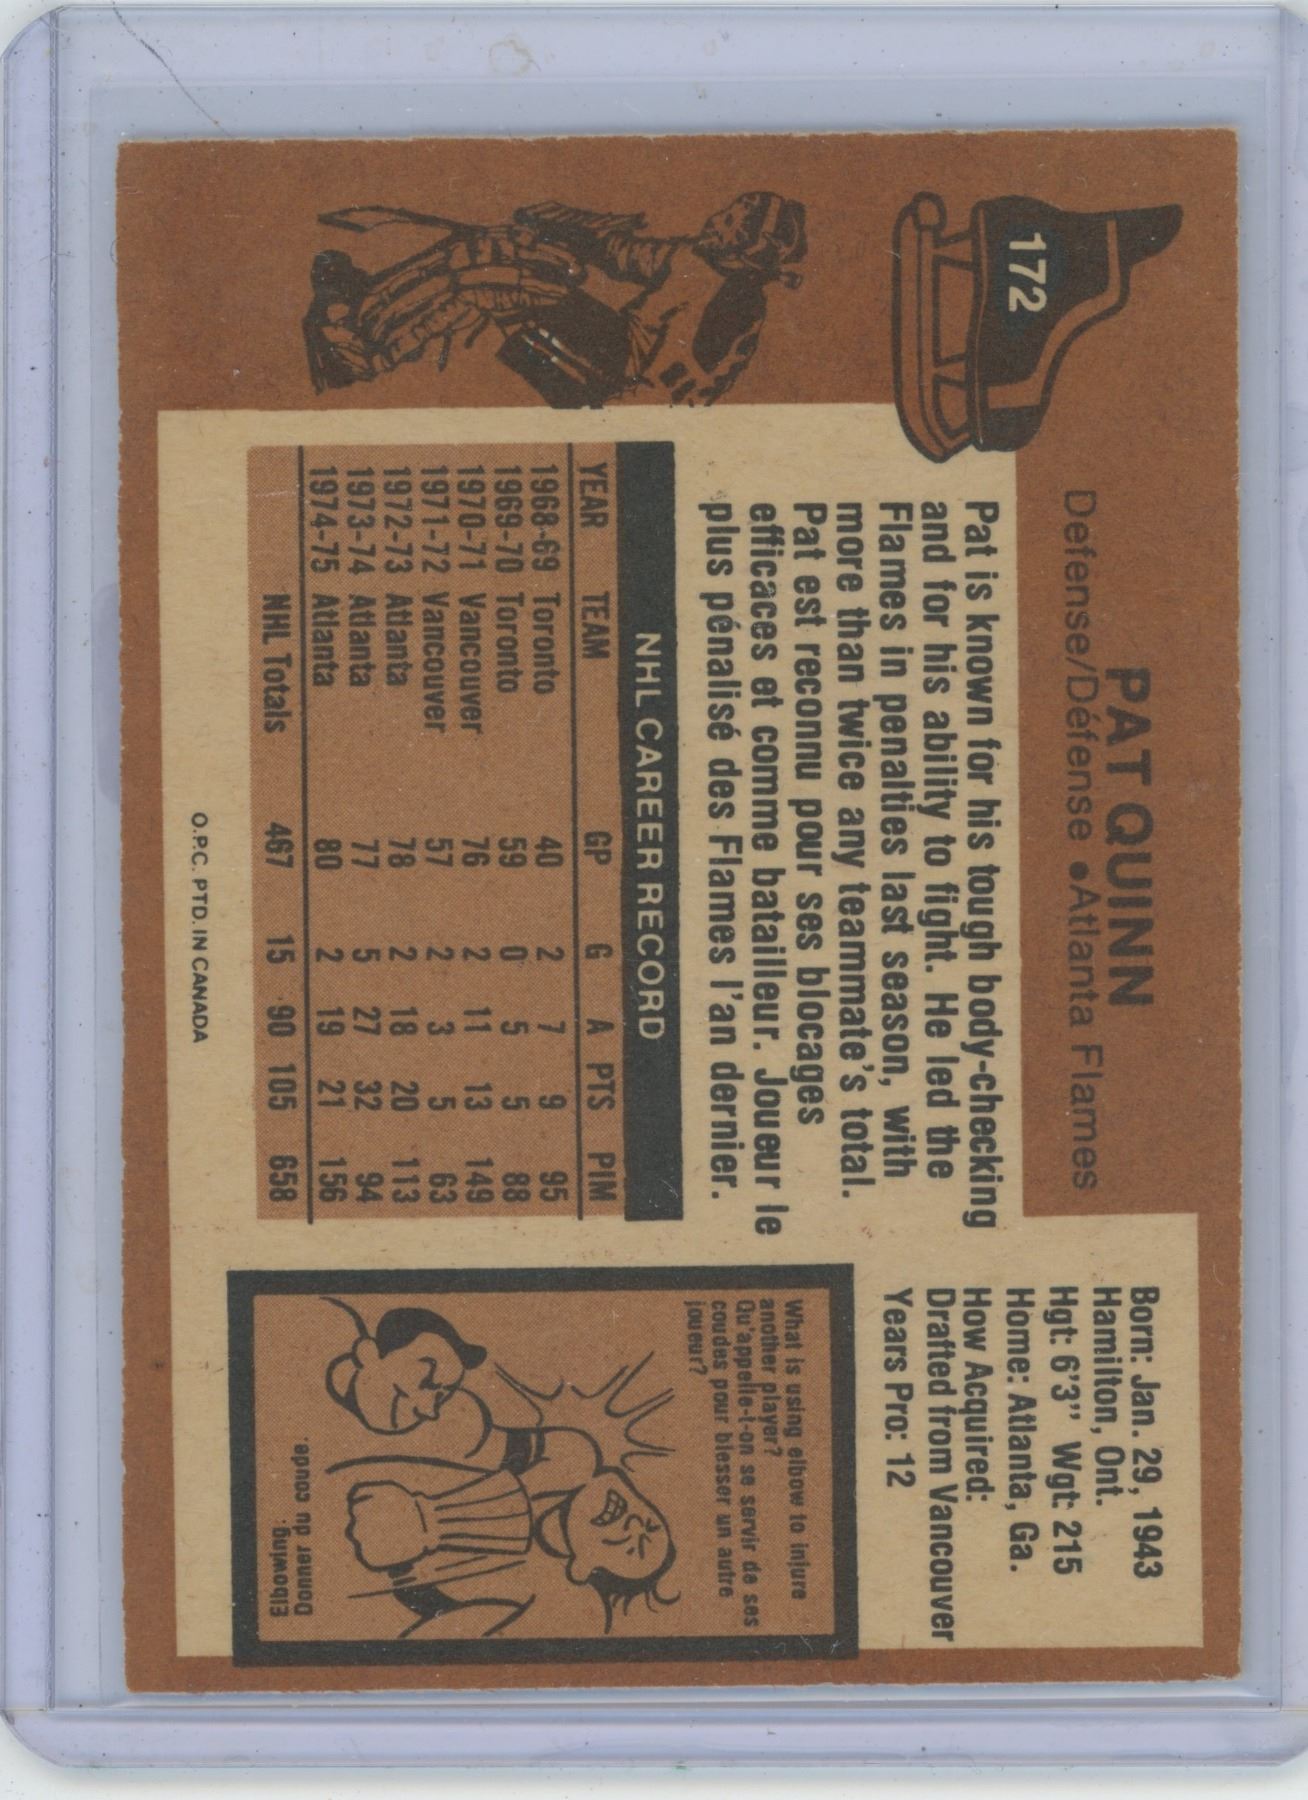 172
PAT QUINN
Defense/Défense •Atlanta Flames
Pat is known for his tough body-checking
and for his ability to fight. He led the
Flames in penalties last season, with
more than twice any teammate's total.
Pat est reconnu pour ses blocages
efficaces et comme batailleur. Joueur le
plus pénalisé des Flames l'an dernier.
Born: Jan. 29, 1943
Hamilton, Ont.
Hgt: 6'3" Wgt: 215
Home: Atlanta, Ga.
How Acquired:
Drafted from Vancouver
Years Pro: 12
NHL CAREER RECORD
YEAR TEAM GP G A PTS PIM
1968-69 Toronto 40 2 7 9 95
1969-70 Toronto 59 0 5 5 88
1970-71 Vancouver 76 2 11 13 149
1971-72 Vancouver 57 2 3 5 63
1972-73 Atlanta 78 2 18 20 113
1973-74 Atlanta 77 5 27 32 94
1974-75 Atlanta 80 2 19 21 156
NHL Totals 467 15 90 105 658
O.P.C. PTD. IN CANADA
What is using elbow to injure
another player?
Qu'appelle-t-on se servir de ses
coudes pour blesser un autre
joueur?
Elbowing.
Donner du coude.